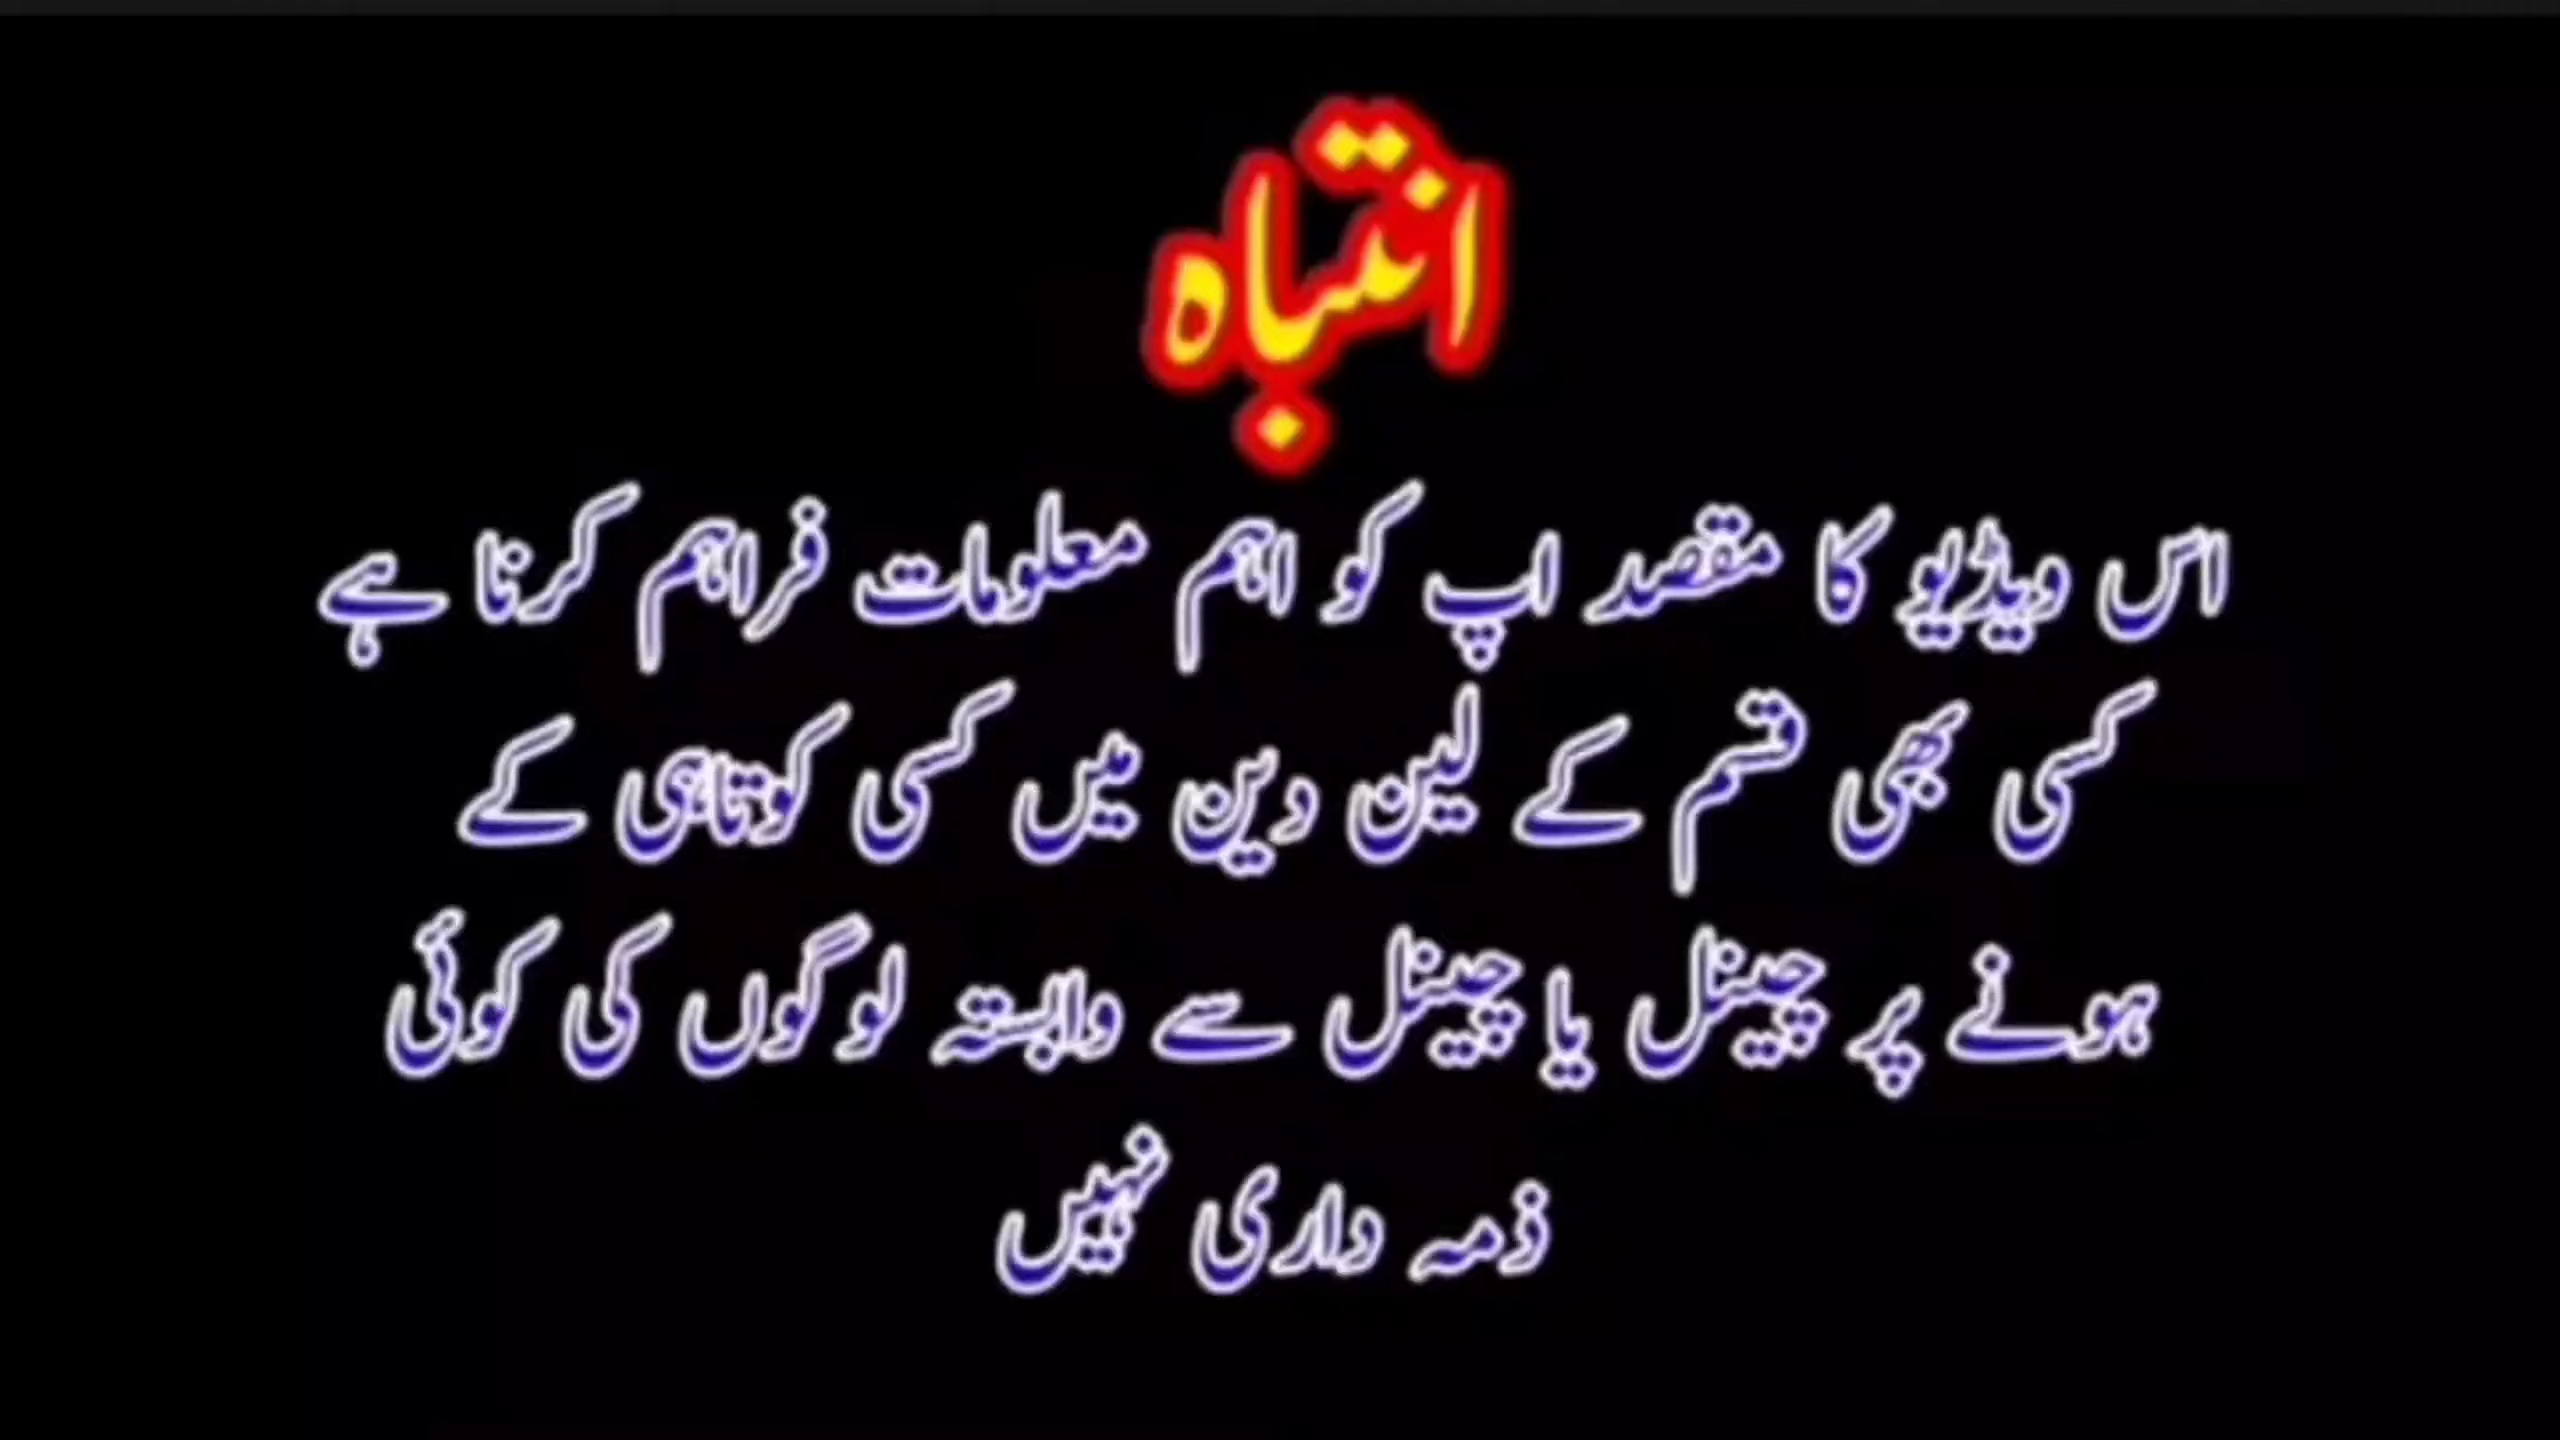 انتباہ
اس ویڈیو کا مقصد اپ کو اہم معلومات فراہم کرنا ہے
کسی بھی قسم کے لین دین میں کسی کوتاہی کے
ہونے پر چینل یا چینل سے وابستہ لوگوں کی کوئی
ذمہ داری نہیں